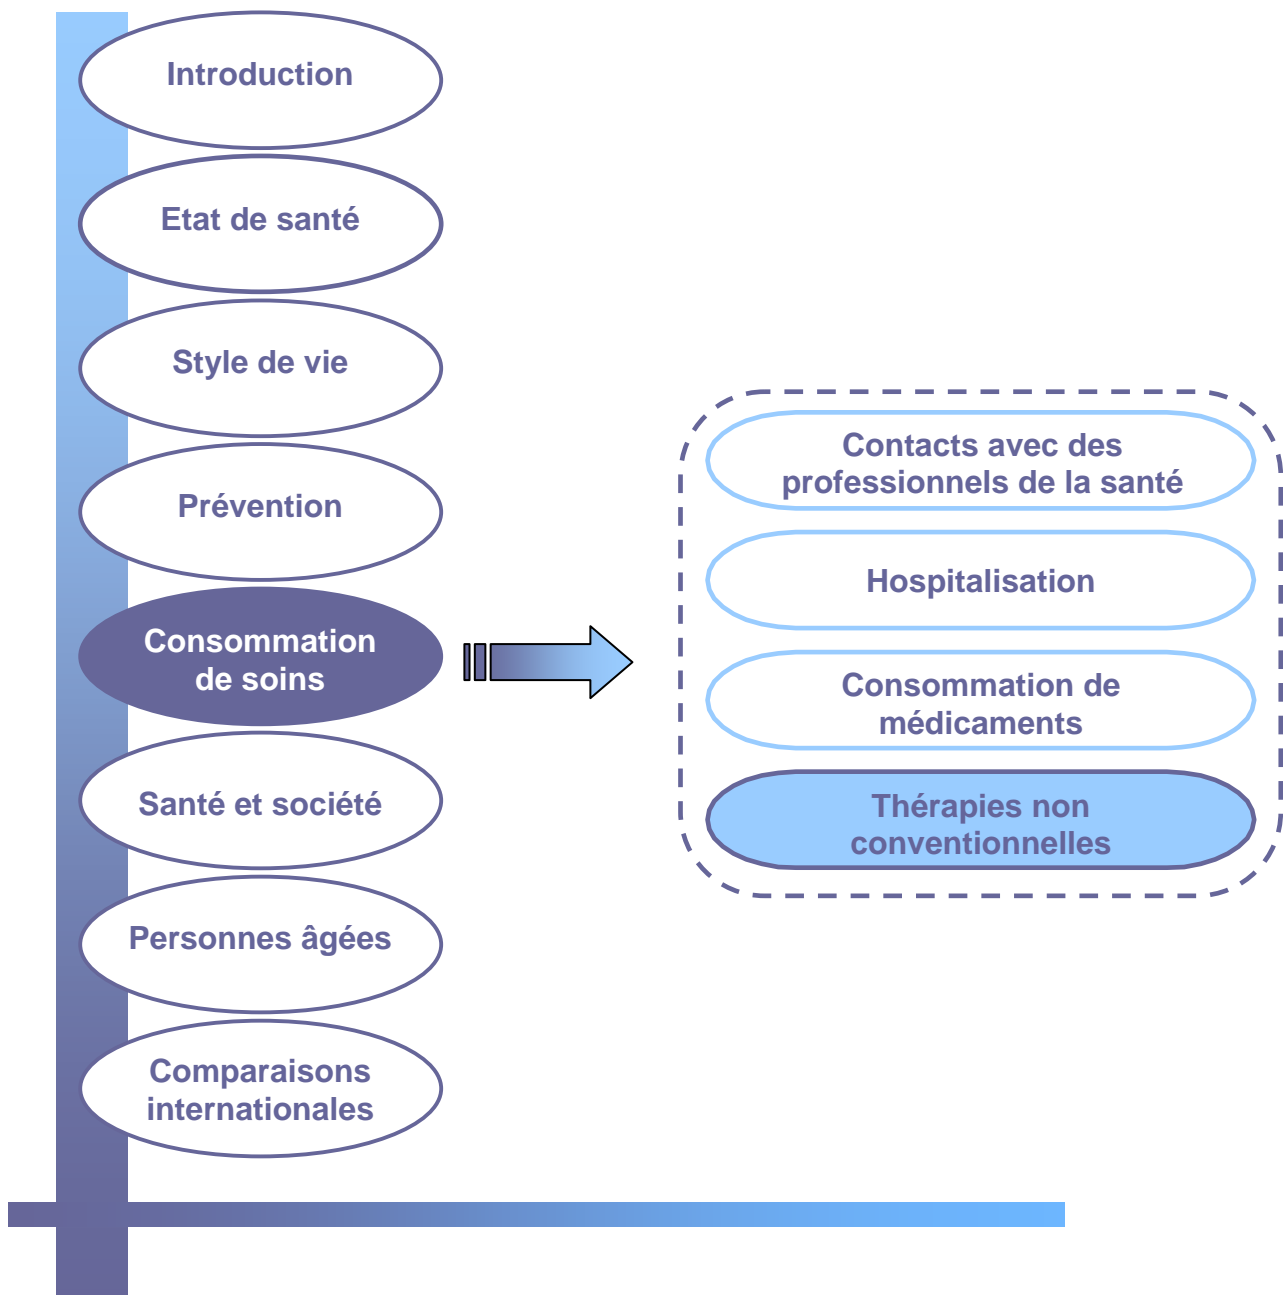 Introduction
Etat de santé
Style de vie
Prévention
Consommation
de soins
Santé et société
Personnes âgées
Comparaisons
internationales
Contacts avec des
professionnels de la santé
Hospitalisation
Consommation de
médicaments
Thérapies non
conventionnelles